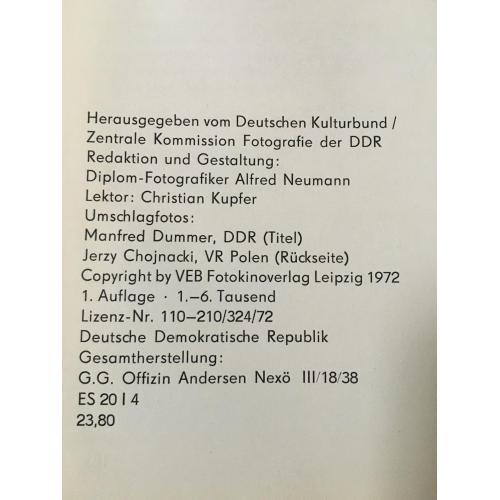 Herausgegeben vom Deutschen Kulturbund /
Zentrale Kommission Fotografie der DDR
Redaktion und Gestaltung:
Diplom-Fotografiker Alfred Neumann
Lektor: Christian Kupfer
Umschlagfotos:
Manfred Dummer, DDR (Titel)
Jerzy Chojnacki, VR Polen (Rückseite)
Copyright by VEB Fotokinoverlag Leipzig 1972
1. Auflage · 1.—6. Tausend
Lizenz-Nr. 110—210/324/72
Deutsche Demokratische Republik
Gesamtherstellung:
G.G. Offizin Andersen Nexö III/18/38
ES 20 I 4
23,80